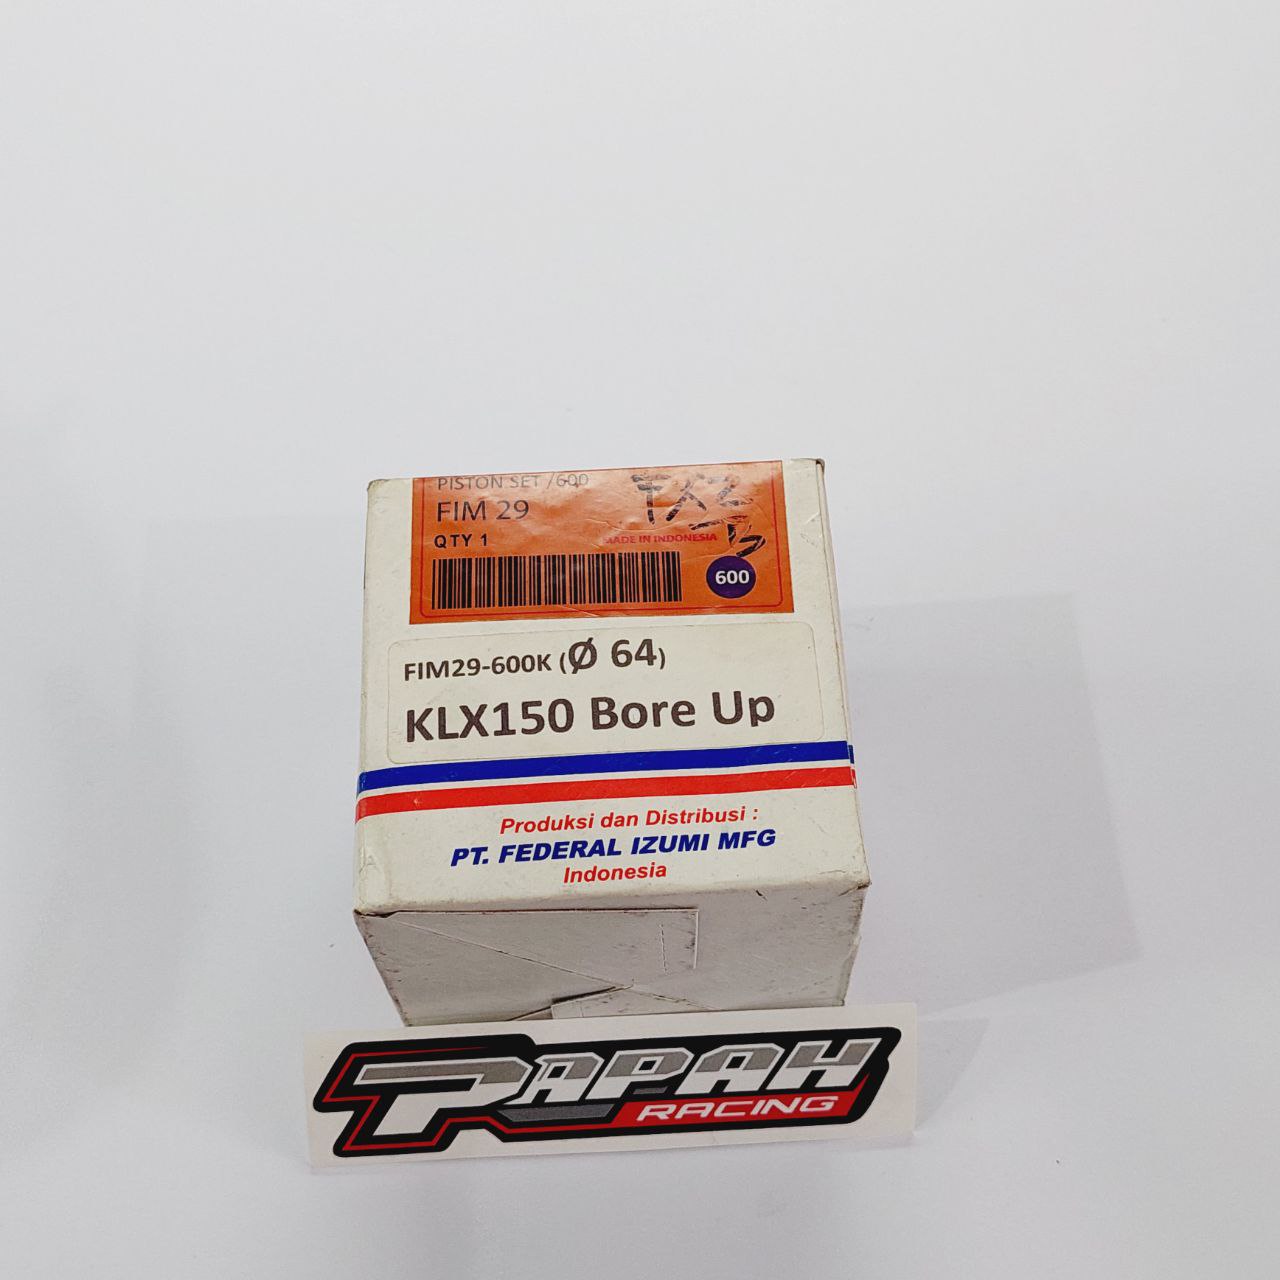 PISTON SET /600
FIM 29
QTY 1
MADE IN INDONESIA
600
FIM29-600K (Ø 64)
KLX150 Bore Up
Produksi dan Distribusi :
PT. FEDERAL IZUMI MFG
Indonesia
PAPAH
RACING